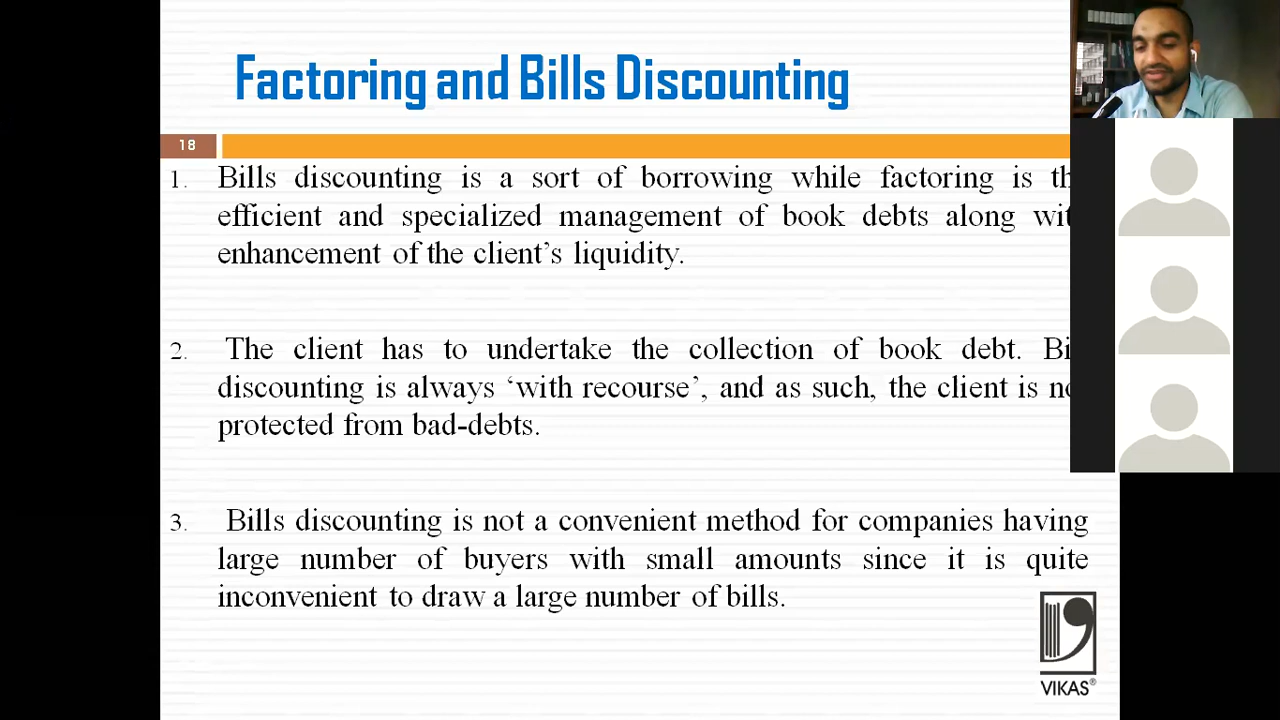 Factoring and Bills Discounting
18
1. Bills discounting is a sort of borrowing while factoring is
efficient and specialized management of book debts along
enhancement of the client’s liquidity.
2. The client has to undertake the collection of book debt.
discounting is always ‘with recourse’, and as such, the client is
protected from bad-debts.
3. Bills discounting is not a convenient method for companies having
large number of buyers with small amounts since it is quite
inconvenient to draw a large number of bills.
VIKAS®